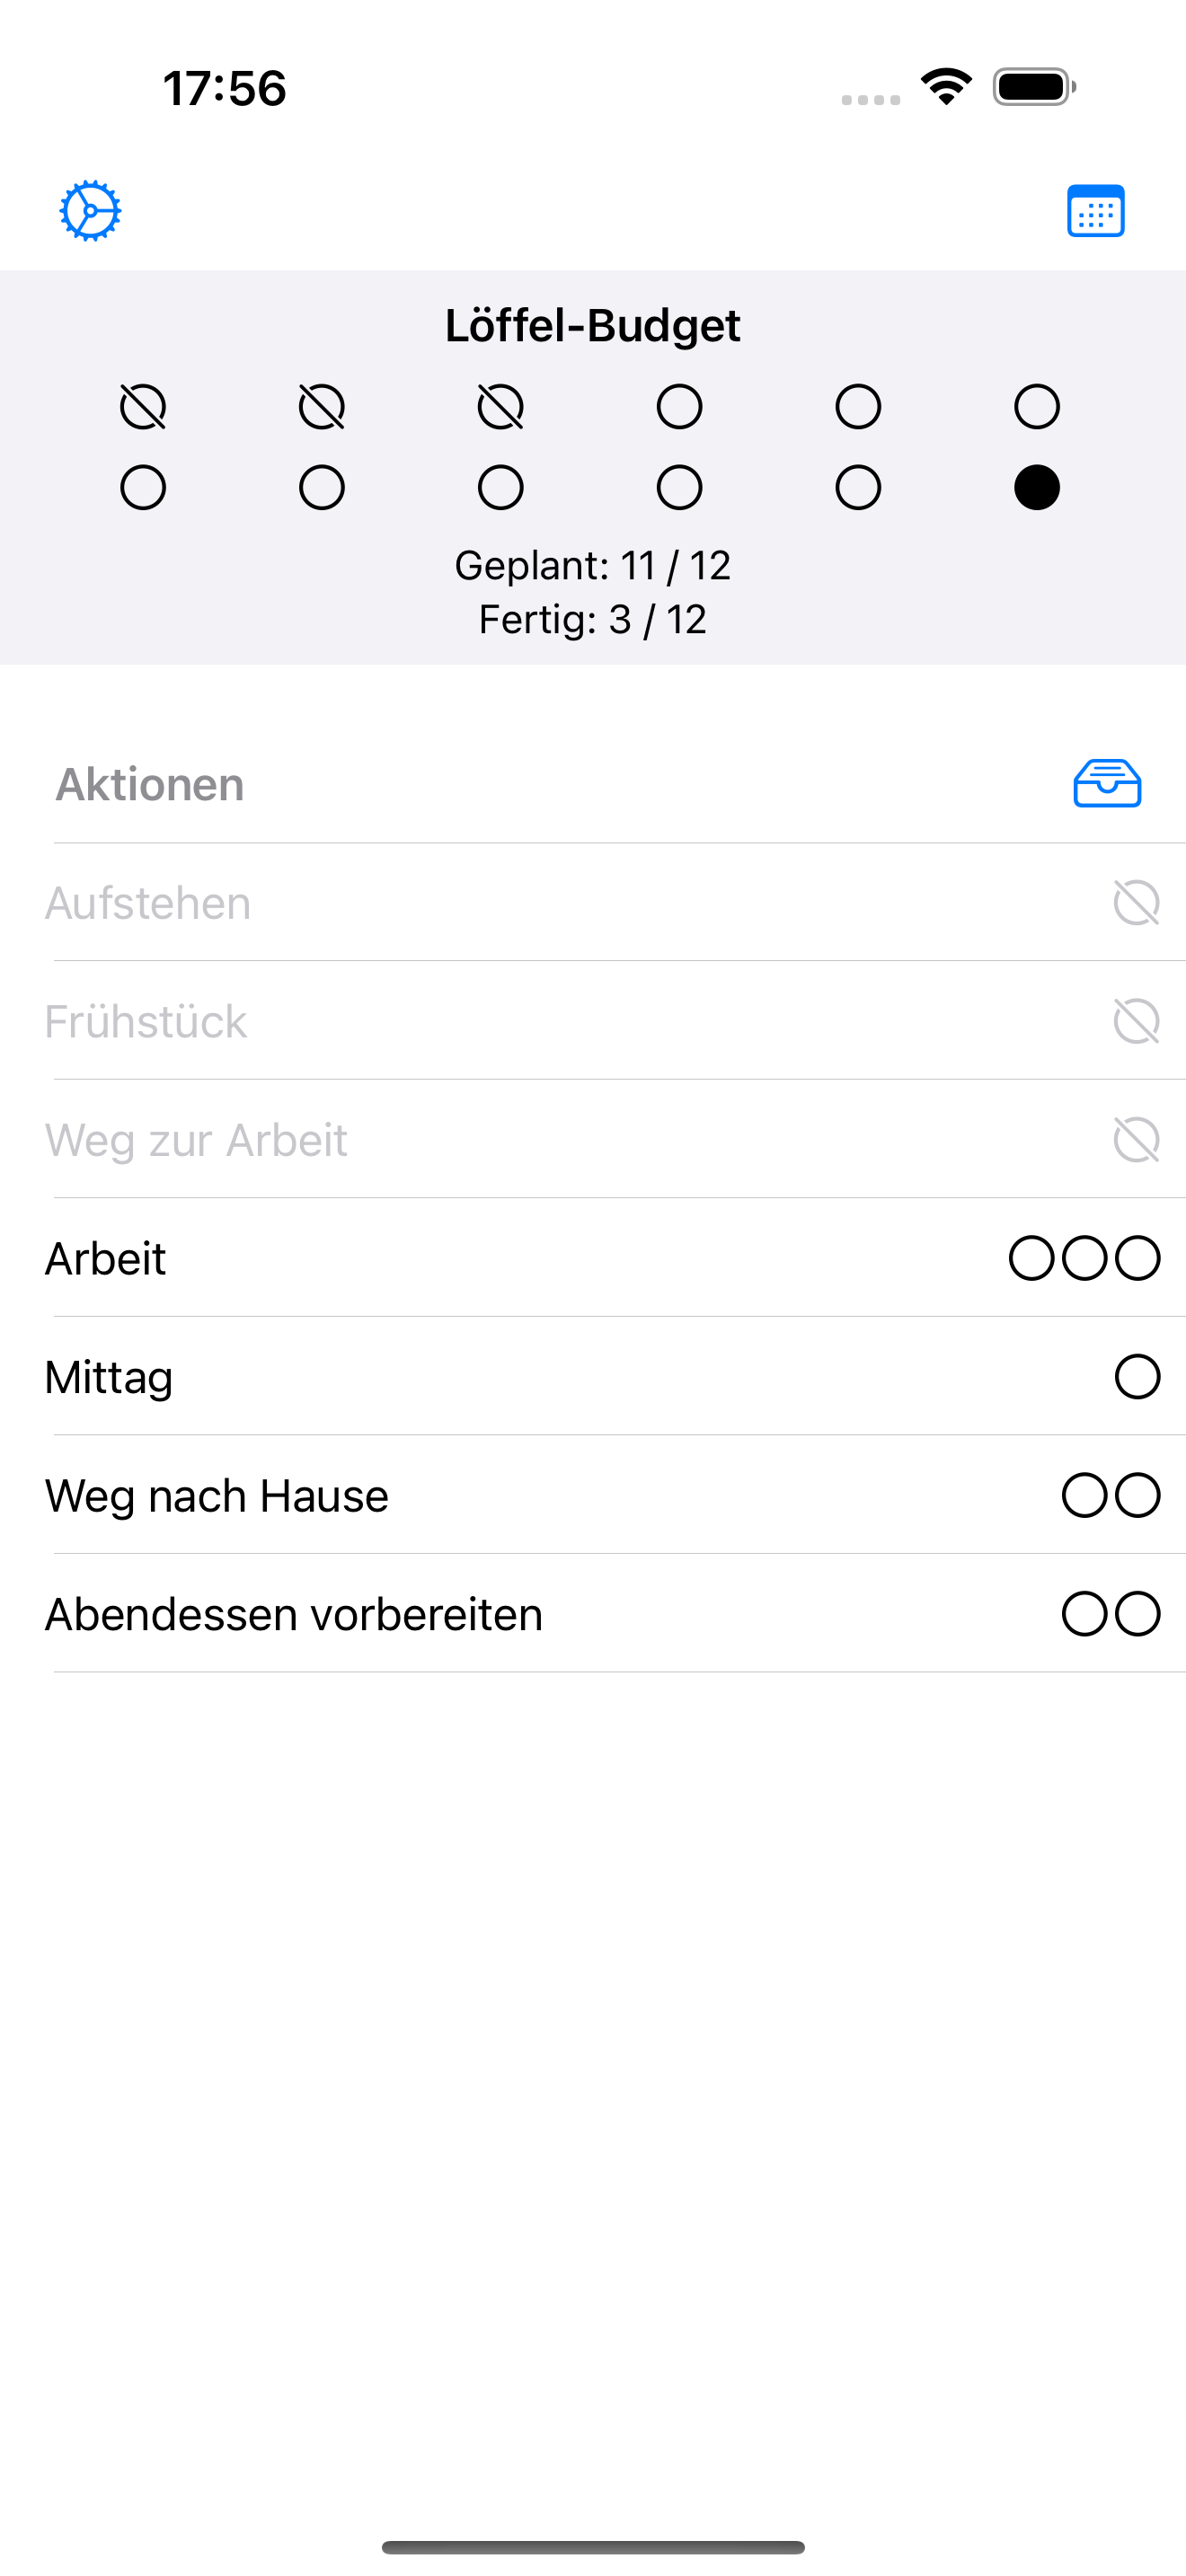 17:56
Löffel-Budget
Geplant: 11 / 12
Fertig: 3 / 12
Aktionen
Aufstehen
Frühstück
Weg zur Arbeit
Arbeit
Mittag
Weg nach Hause
Abendessen vorbereiten